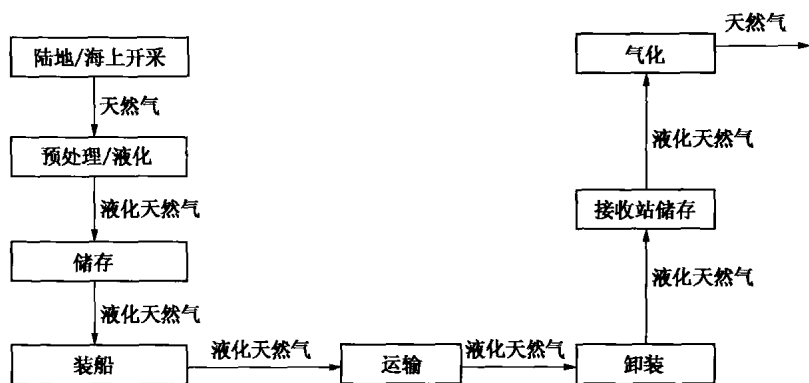 陆地/海上开采
天然气
预处理/液化
液化天然气
储存
液化天然气
装船
液化天然气
运输
液化天然气
卸装
液化天然气
接收站储存
液化天然气
气化
天然气